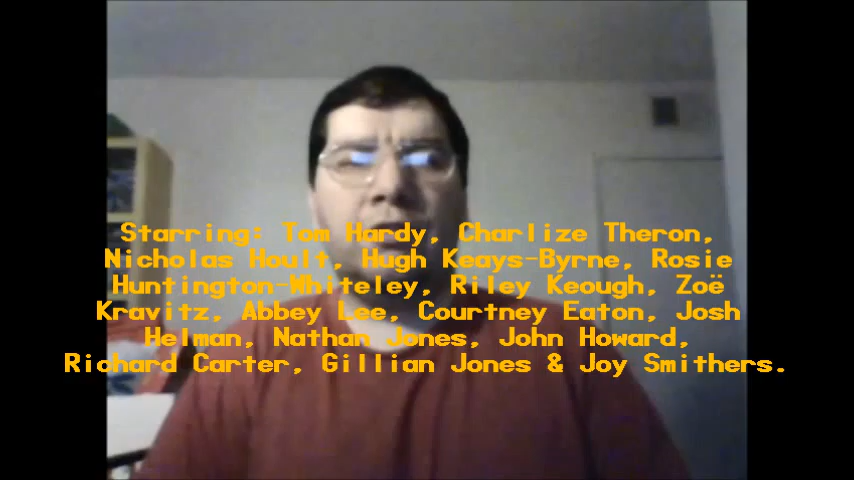 Starring: Tom Hardy, Charlize Theron,
Nicholas Hoult, Hugh Keays-Byrne, Rosie
Huntington-Whiteley, Riley Keough, Zoë
Kravitz, Abbey Lee, Courtney Eaton, Josh
Helman, Nathan Jones, John Howard,
Richard Carter, Gillian Jones & Joy Smithers.